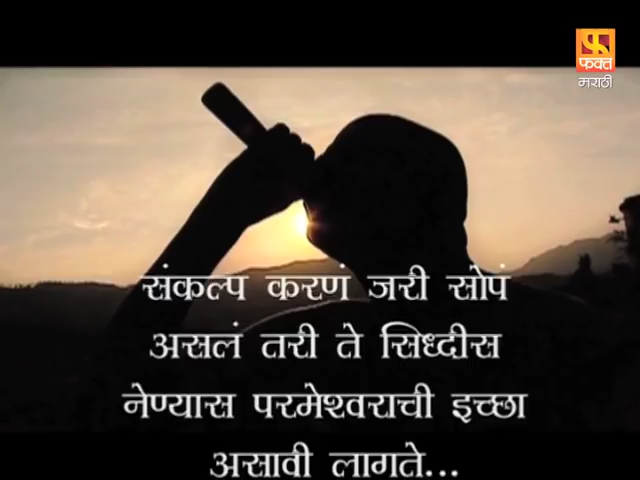 फक्त
मराठी
संकल्प करणं जरी सोपं
असलं तरी ते सिध्दीस
नेण्यास परमेश्वराची इच्छा
असावी लागते...